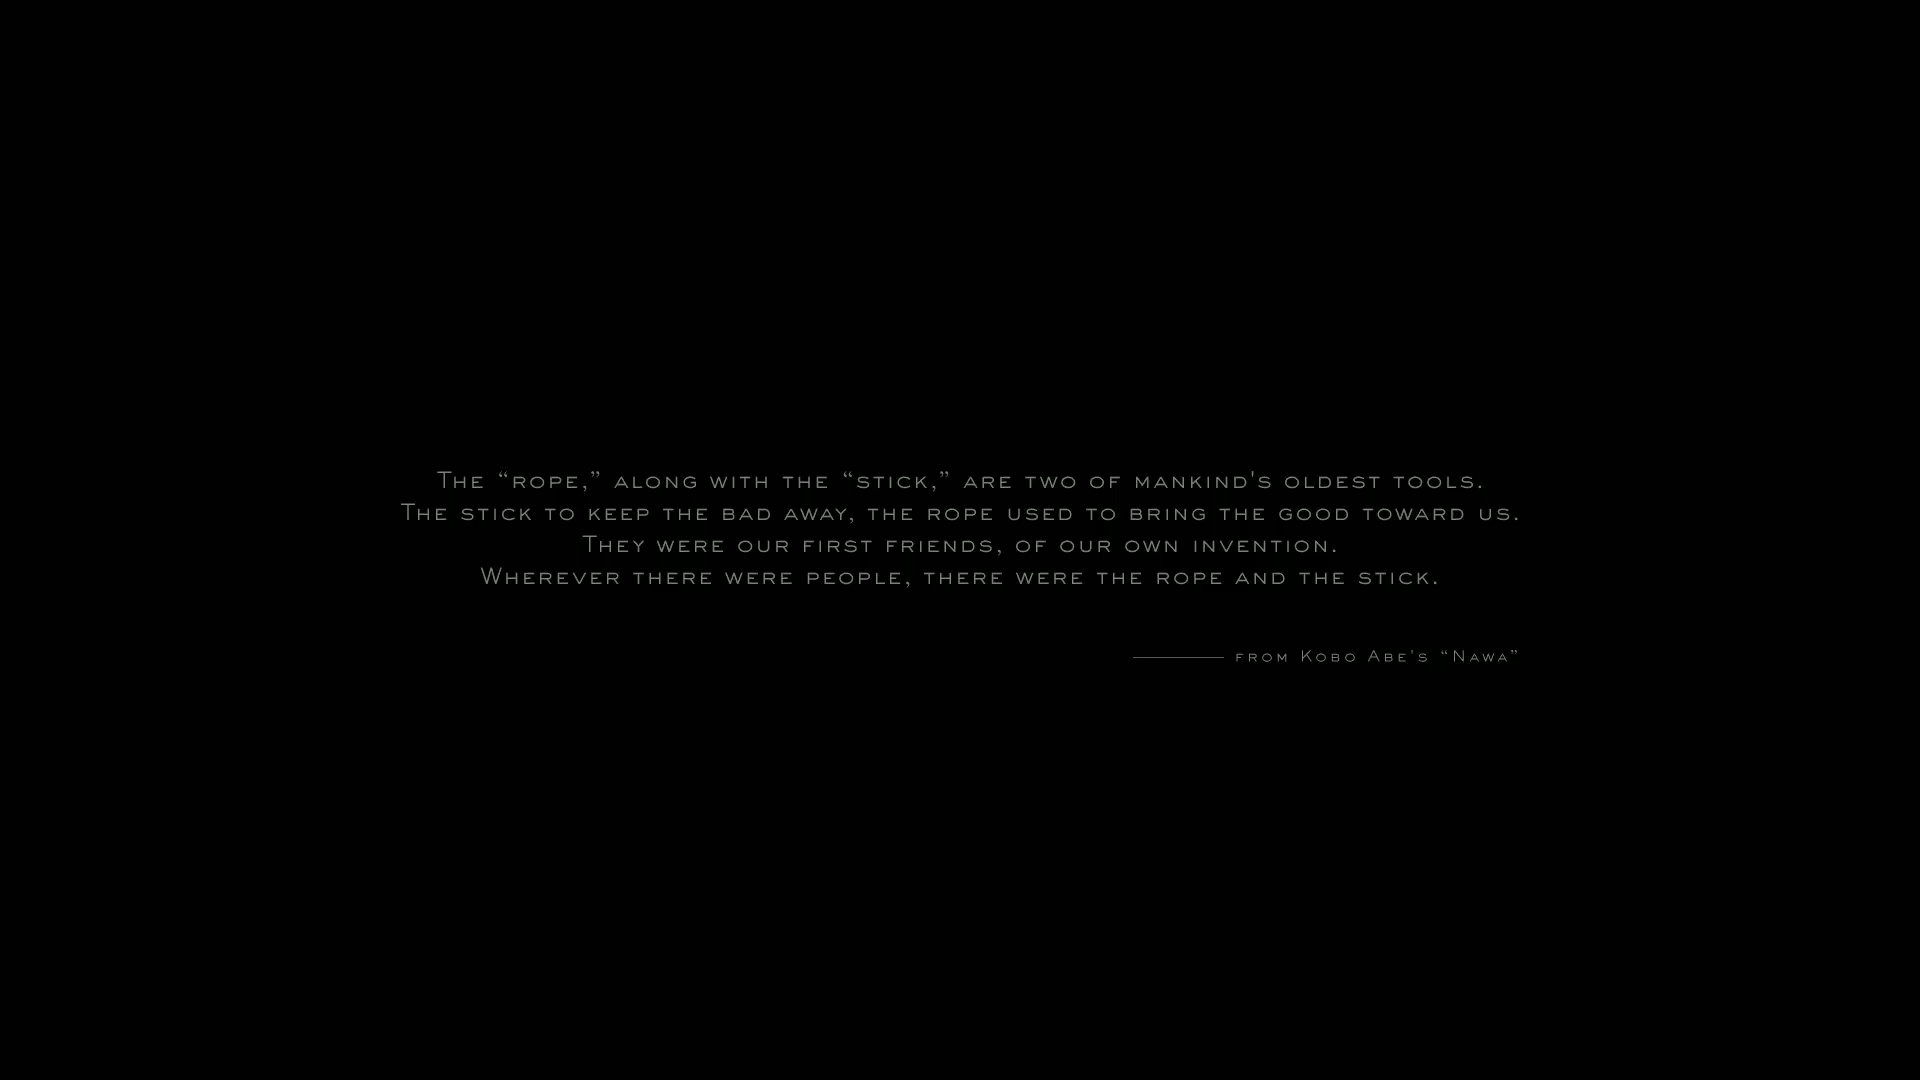 The “rope,” along with the “stick,” are two of mankind's oldest tools.
The stick to keep the bad away, the rope used to bring the good toward us.
They were our first friends, of our own invention.
Wherever there were people, there were the rope and the stick.
from Kobo Abe's “Nawa”